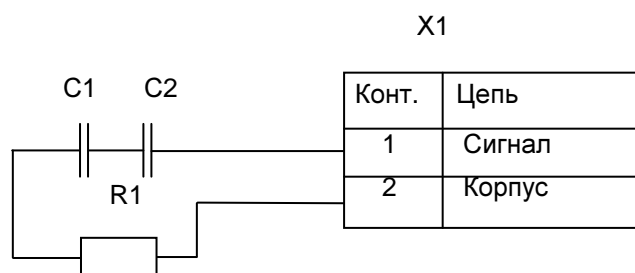 X1
C1 C2
Конт. Цепь
1 Сигнал
R1
2 Корпус